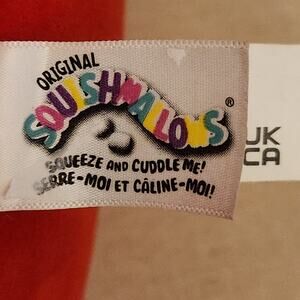 ORIGINAL
SQUISHMALLOWS®
SQUEEZE AND CUDDLE ME!
SERRE-MOI ET CÂLINE-MOI!
UK
CA